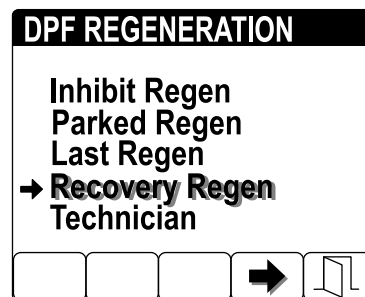 DPF REGENERATION
Inhibit Regen
Parked Regen
Last Regen
Recovery Regen
Technician